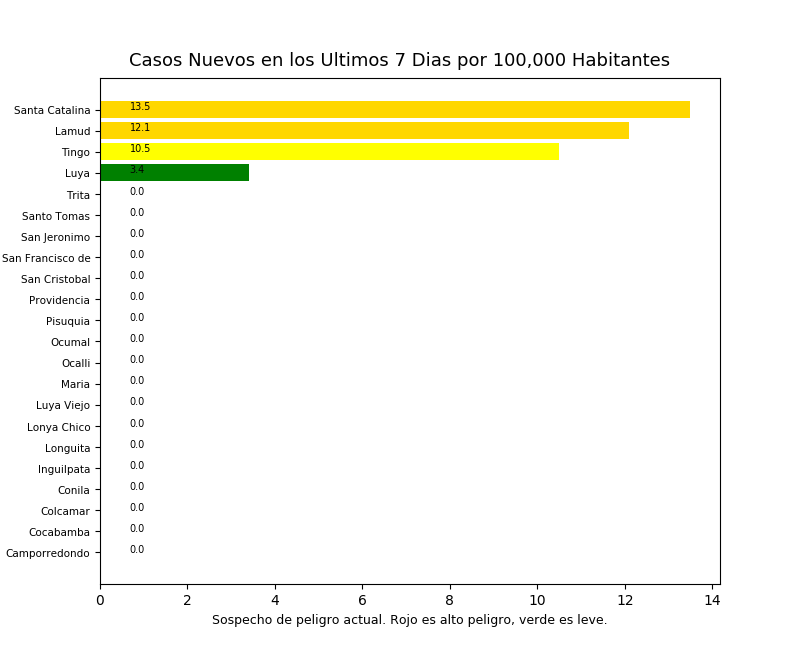 Casos Nuevos en los Ultimos 7 Dias por 100,000 Habitantes
Santa Catalina 13.5
Lamud 12.1
Tingo 10.5
Luya 3.4
Trita 0.0
Santo Tomas 0.0
San Jeronimo 0.0
San Francisco de 0.0
San Cristobal 0.0
Providencia 0.0
Pisuquia 0.0
Ocumal 0.0
Ocalli 0.0
Maria 0.0
Luya Viejo 0.0
Lonya Chico 0.0
Longuita 0.0
Inguilpata 0.0
Conila 0.0
Colcamar 0.0
Cocabamba 0.0
Camporredondo 0.0
0 2 4 6 8 10 12 14
Sospecho de peligro actual. Rojo es alto peligro, verde es leve.